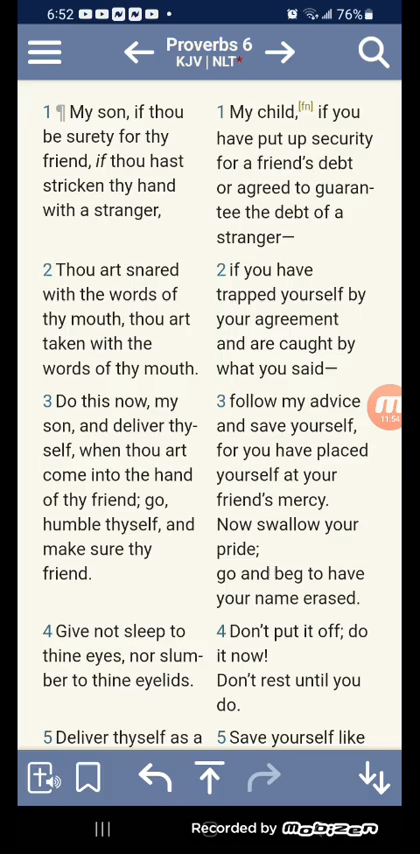 6:52
76%
Proverbs 6
KJV | NLT*
1 ¶ My son, if thou
be surety for thy
friend, if thou hast
stricken thy hand
with a stranger,
2 Thou art snared
with the words of
thy mouth, thou art
taken with the
words of thy mouth.
3 Do this now, my
son, and deliver thy-
self, when thou art
come into the hand
of thy friend; go,
humble thyself, and
make sure thy
friend.
4 Give not sleep to
thine eyes, nor slum-
ber to thine eyelids.
5 Deliver thyself as a
1 My child,[fn] if you
have put up security
for a friend's debt
or agreed to guaran-
tee the debt of a
stranger—
2 if you have
trapped yourself by
your agreement
and are caught by
what you said—
3 follow my advice
and save yourself,
for you have placed
yourself at your
friend's mercy.
Now swallow your
pride;
go and beg to have
your name erased.
4 Don't put it off; do
it now!
Don't rest until you
do.
5 Save yourself like
11:54
Recorded by mobizen